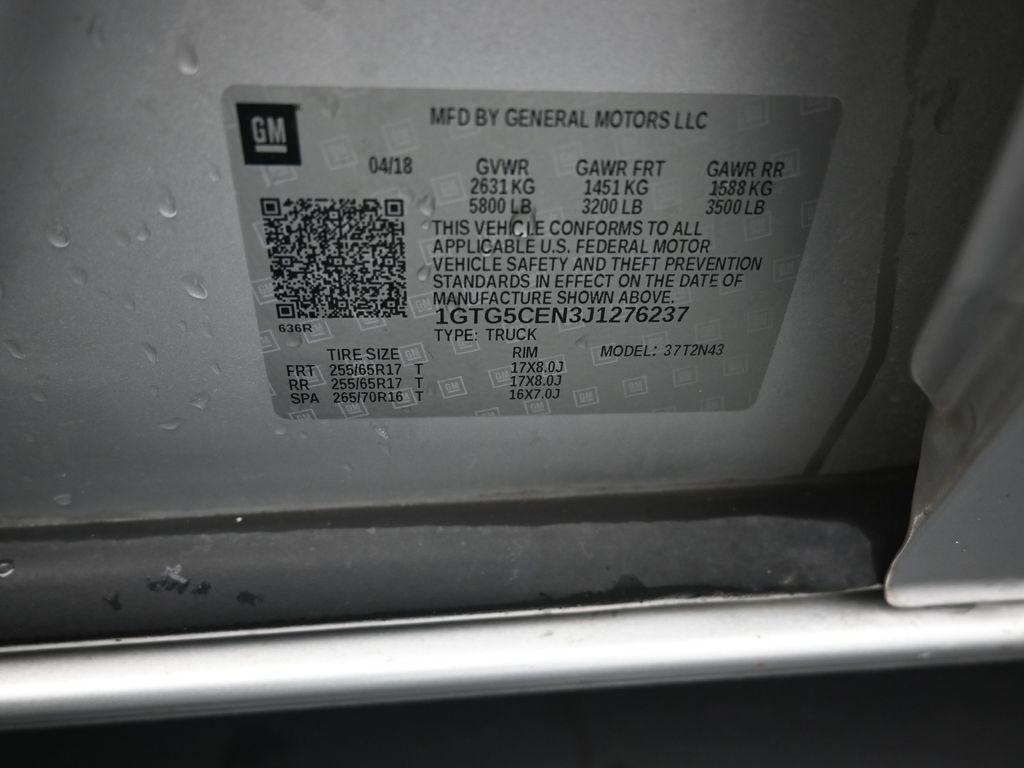 GM
MFD BY GENERAL MOTORS LLC
04/18 GVWR GAWR FRT GAWR RR
2631 KG 1451 KG 1588 KG
5800 LB 3200 LB 3500 LB
THIS VEHICLE CONFORMS TO ALL
APPLICABLE U.S. FEDERAL MOTOR
VEHICLE SAFETY AND THEFT PREVENTION
STANDARDS IN EFFECT ON THE DATE OF
MANUFACTURE SHOWN ABOVE.
1GTG5CEN3J1276237
636R
TYPE: TRUCK
TIRE SIZE RIM MODEL: 37T2N43
FRT 255/65R17 T 17X8.0J
RR 255/65R17 T 17X8.0J
SPA 265/70R16 T 16X7.0J